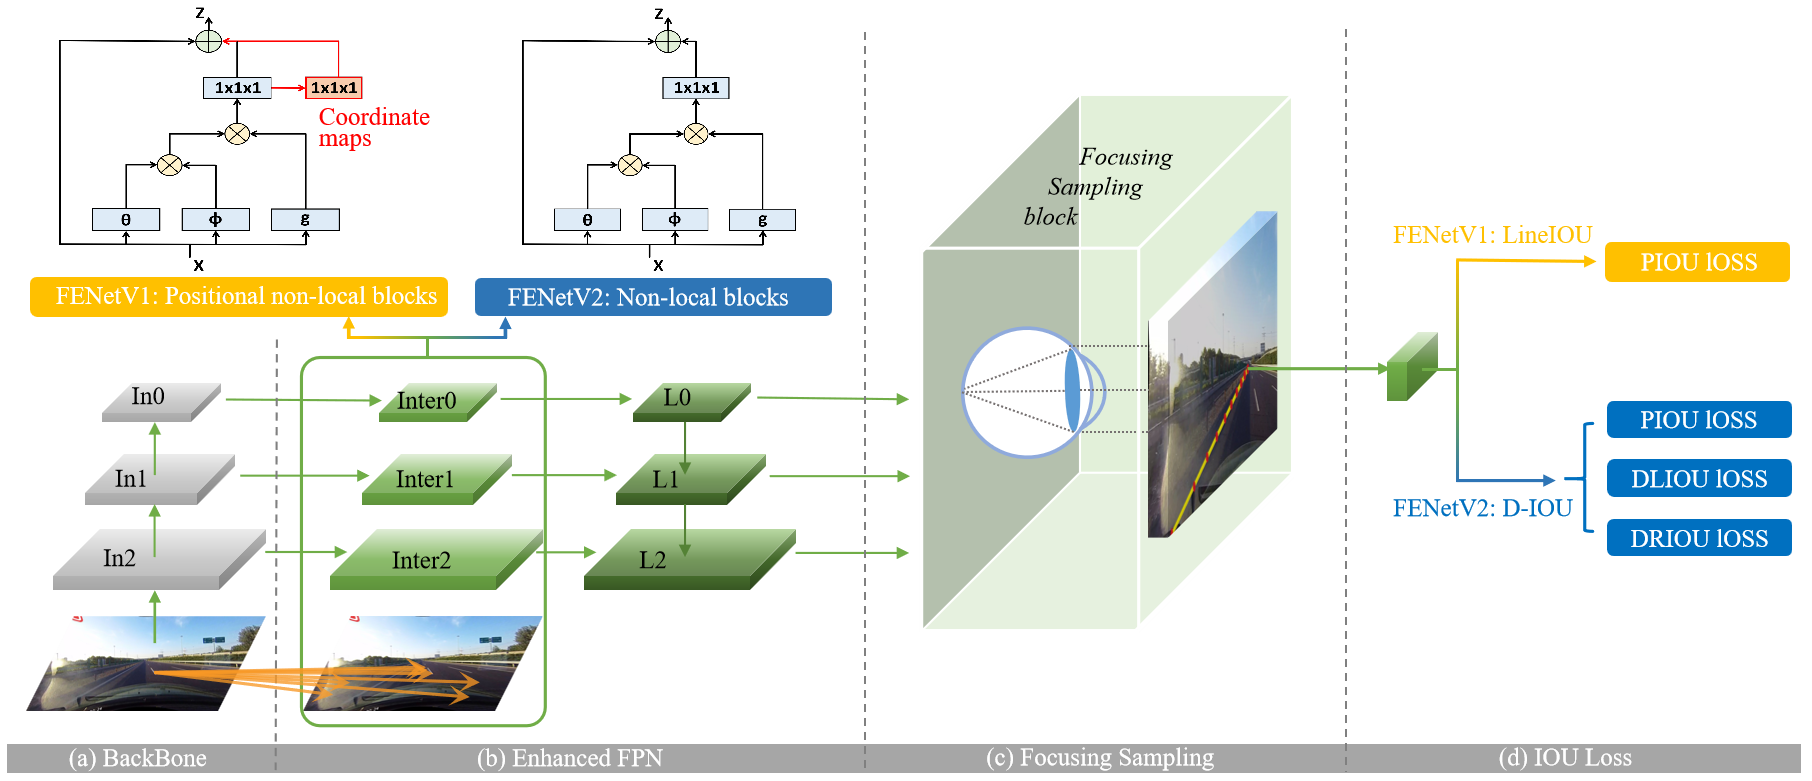 z
1x1x1
1x1x1
Coordinate
maps
θ
ϕ
g
x
z
1x1x1
θ
ϕ
g
x
FENetV1: Positional non-local blocks
FENetV2: Non-local blocks
In0
Inter0
L0
In1
Inter1
L1
In2
Inter2
L2
Focusing
Sampling
block
FENetV1: LineIOU
PIOU lOSS
PIOU lOSS
DLIOU lOSS
FENetV2: D-IOU
DRIOU lOSS
(a) BackBone
(b) Enhanced FPN
(c) Focusing Sampling
(d) IOU Loss